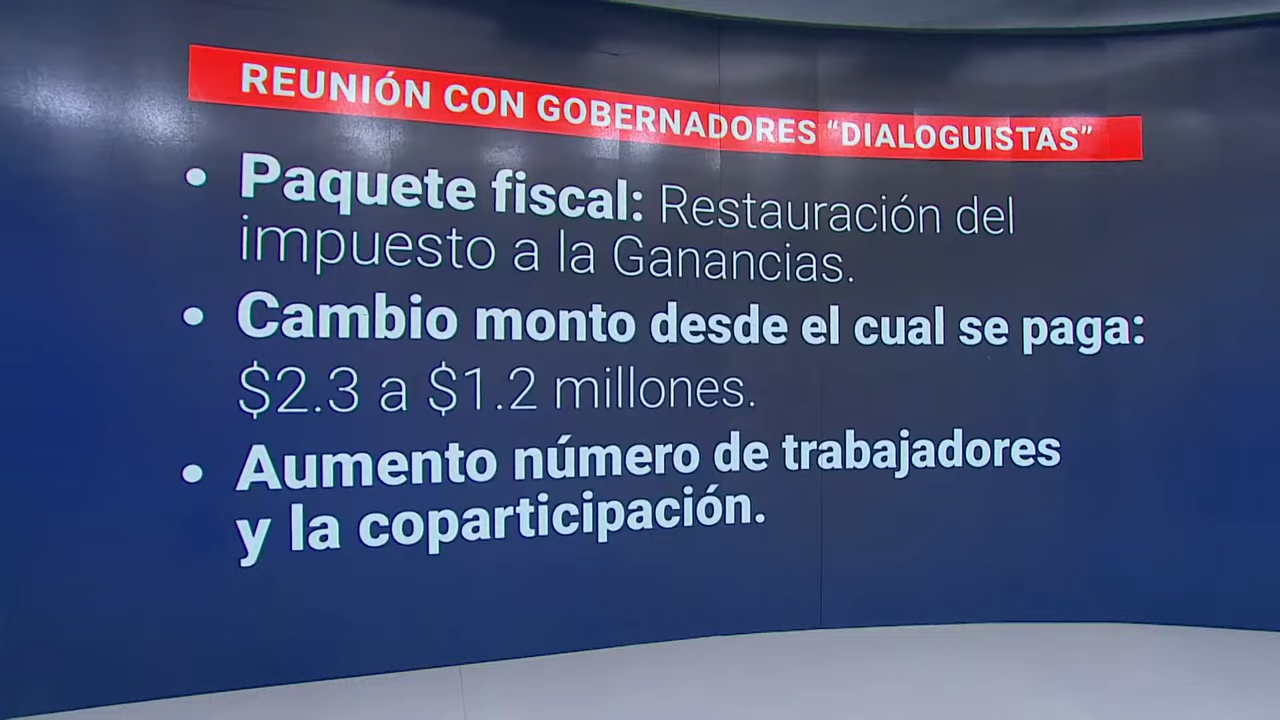 REUNIÓN CON GOBERNADORES “DIALOGUISTAS”
• Paquete fiscal: Restauración del
impuesto a la Ganancias.
• Cambio monto desde el cual se paga:
$2.3 a $1.2 millones.
• Aumento número de trabajadores
y la coparticipación.